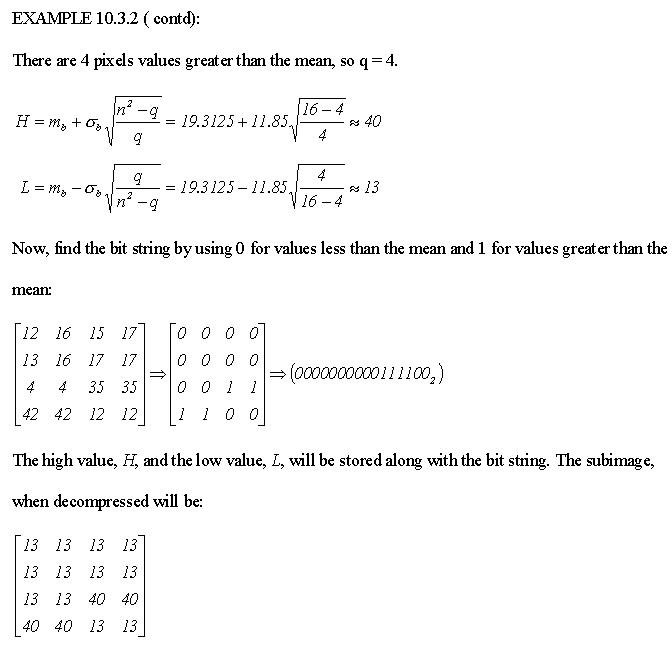 EXAMPLE 10.3.2 ( contd):
There are 4 pixels values greater than the mean, so q = 4.
H = m_b + σ_b √((n² − q)/q) = 19.3125 + 11.85 √((16 − 4)/4) ≈ 40
L = m_b − σ_b √(q/(n² − q)) = 19.3125 − 11.85 √(4/(16 − 4)) ≈ 13
Now, find the bit string by using 0 for values less than the mean and 1 for values greater than the
mean:
[12 16 15 17] [0 0 0 0]
[13 16 17 17] ⇒ [0 0 0 0] ⇒ (0000000000111100₂)
[4 4 35 35] [0 0 1 1]
[42 42 12 12] [1 1 0 0]
The high value, H, and the low value, L, will be stored along with the bit string. The subimage,
when decompressed will be:
[13 13 13 13]
[13 13 13 13]
[13 13 40 40]
[40 40 13 13]